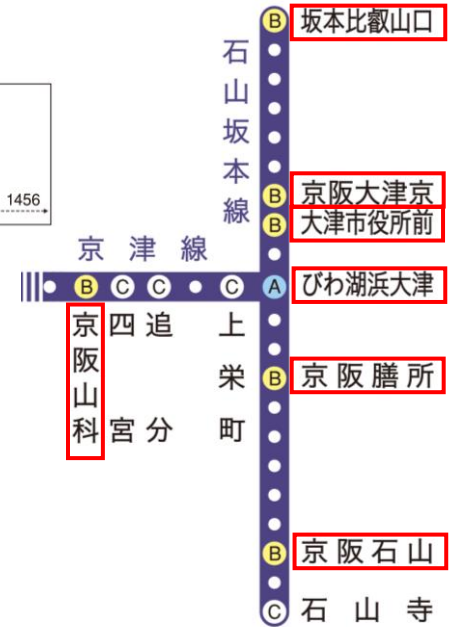 B 坂本比叡山口
石山坂本線
1456
B 京阪大津京
B 大津市役所前
京津線
B C C C A びわ湖浜大津
京阪山科
四宮
追分
上栄町
B 京阪膳所
B 京阪石山
C 石山寺